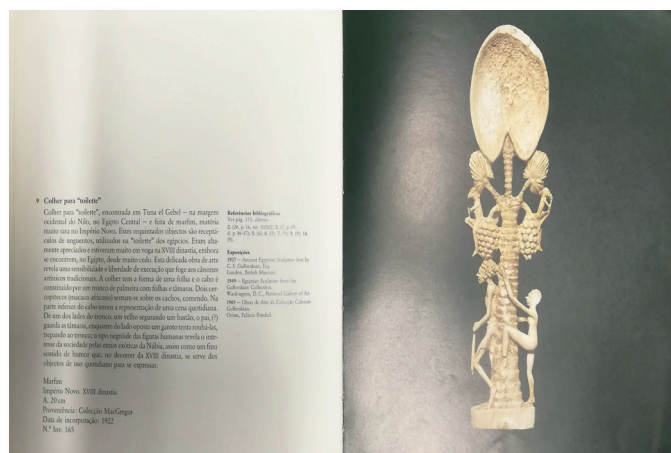 9 Colher para "toilette"
Colher para "toilette", encontrada em Tuna el Gebel — na margem
ocidental do Nilo, no Egipto Central — é feita de marfim, matéria
muito rara no Império Novo. Estes requintados objectos são receptá-
culos de unguentos, utilizados na "toilette" dos egípcios. Eram alta-
mente apreciados e estiveram muito em voga na XVIII dinastia, embora
se encontrem, no Egipto, desde muito cedo. Esta delicada obra de arte
revela uma sensibilidade e liberdade de execução que foge aos cânones
artísticos tradicionais. A colher tem a forma de uma folha e o cabo é
constituído por um tronco de palmeira com folhas e tâmaras. Dois cer-
copitecos (macaco africano) sentam-se sobre os cachos, comendo. Na
parte inferior do cabo temos a representação de uma cena quotidiana.
De um dos lados do tronco, um velho segurando um bastão, o pai, (?)
guarda as tâmaras, enquanto do lado oposto um garoto tenta roubá-las,
trepando ao tronco; o tipo negróide das figuras humanas revela o inte-
resse da sociedade pelas etnias exóticas da Núbia, assim como um fino
sentido de humor que, no decorrer da XVIII dinastia, se serve dos
objectos de uso quotidiano para se expressar.
Marfim
Império Novo. XVIII dinastia
A. 20 cm
Proveniência: Colecção MacGregor
Data de incorporação: 1922
N.º Inv. 165
Referências bibliográficas
Ver pág. 113,
Exposições
1937 — Ancient Egyptian Sculpture lent by
C. S. Gulbenkian, Esq.
London, British Museum.
1949 — Egyptian Sculpture from the
Gulbenkian Collection.
Washington, D.C., National Gallery of Art.
1965 — Obras de Arte da Colecção Calouste
Gulbenkian.
Oeiras, Palácio Pombal.